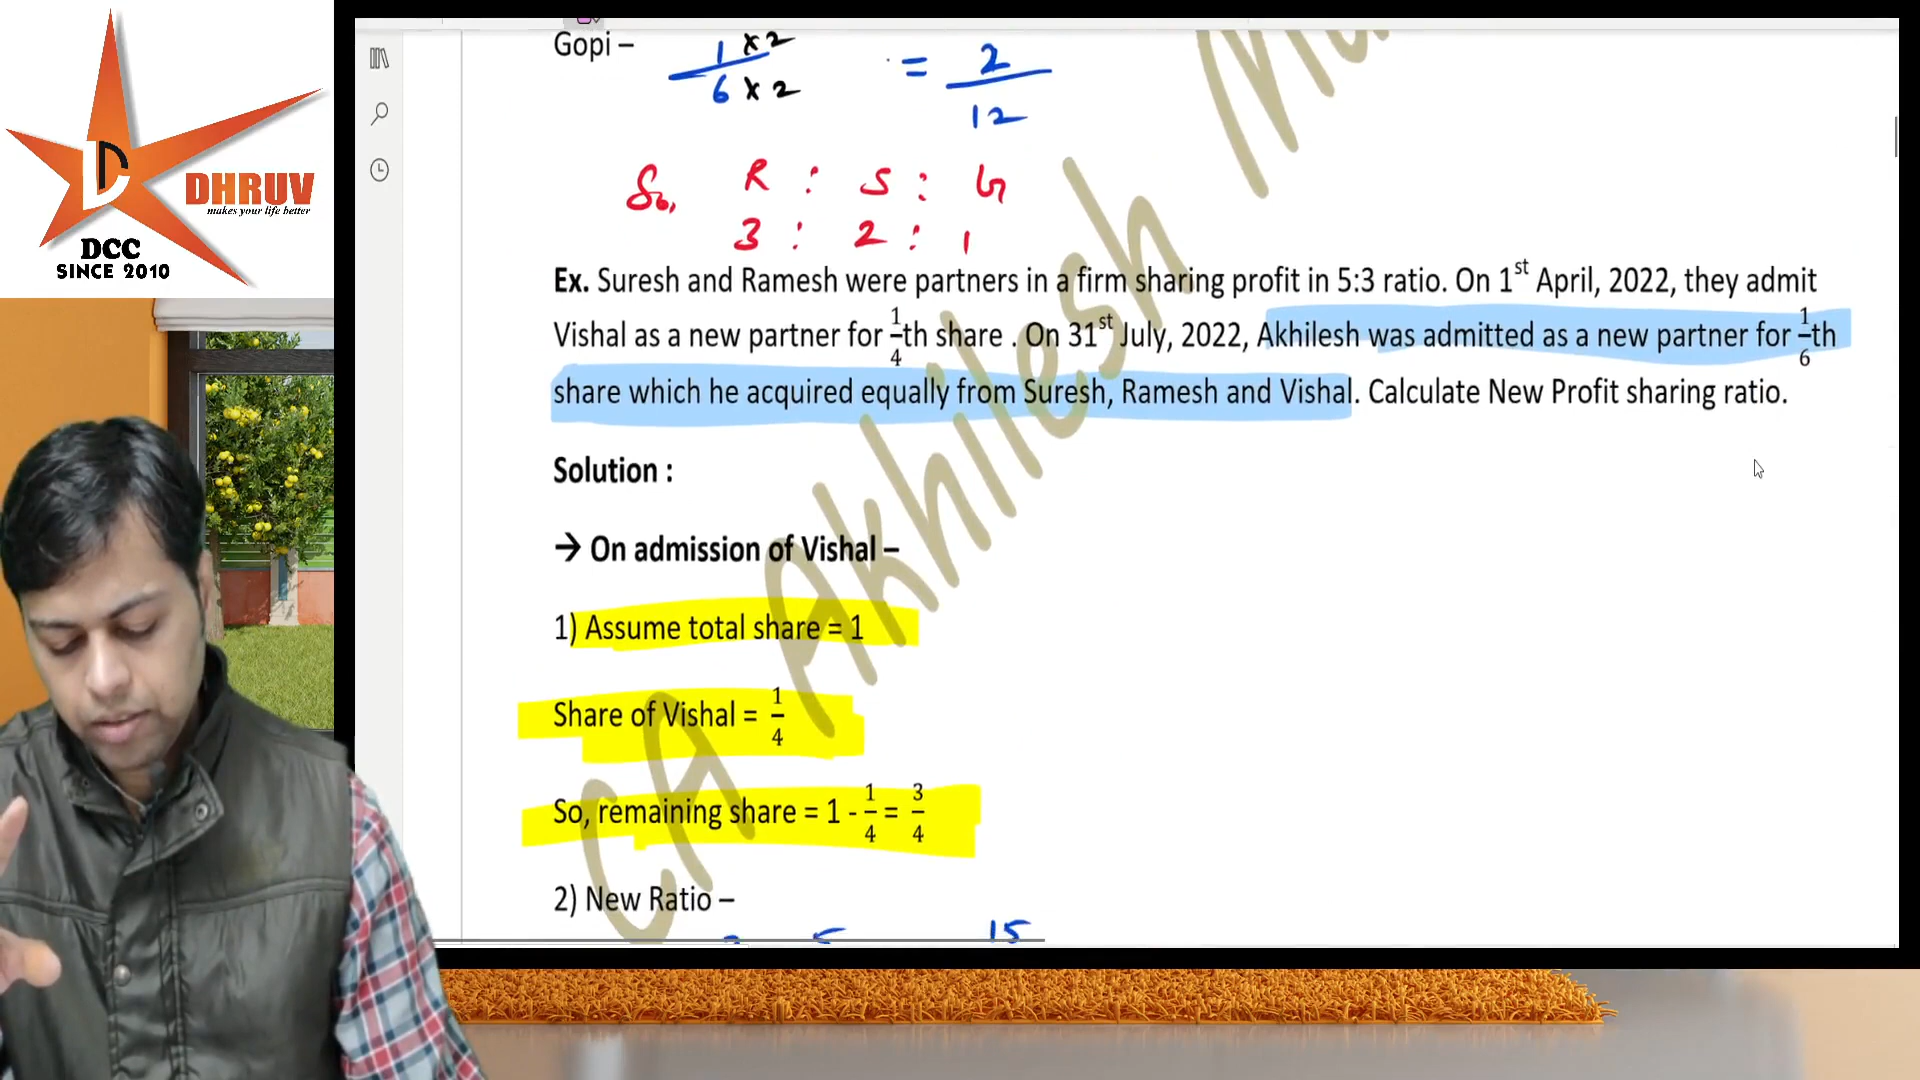 DHRUV
makes your life better
DCC
SINCE 2010
Gopi – 1 x 2 / 6 x 2 = 2 / 12
So, R : S : G
3 : 2 : 1
Ex. Suresh and Ramesh were partners in a firm sharing profit in 5:3 ratio. On 1st April, 2022, they admit
Vishal as a new partner for 1/4th share . On 31st July, 2022, Akhilesh was admitted as a new partner for 1/6th
share which he acquired equally from Suresh, Ramesh and Vishal. Calculate New Profit sharing ratio.
Solution :
→ On admission of Vishal –
1) Assume total share = 1
Share of Vishal = 1/4
So, remaining share = 1 - 1/4 = 3/4
2) New Ratio –
15
CA Akhilesh